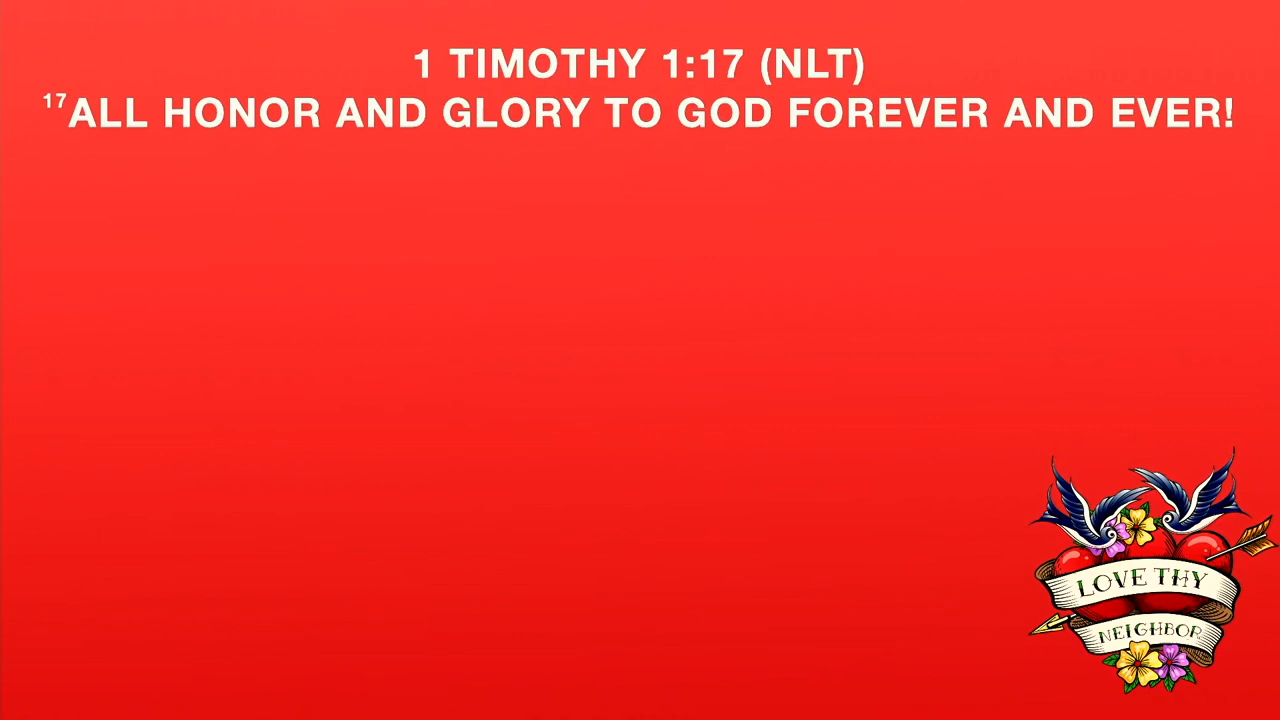 1 TIMOTHY 1:17 (NLT)
17ALL HONOR AND GLORY TO GOD FOREVER AND EVER!
LOVE THY
NEIGHBOR